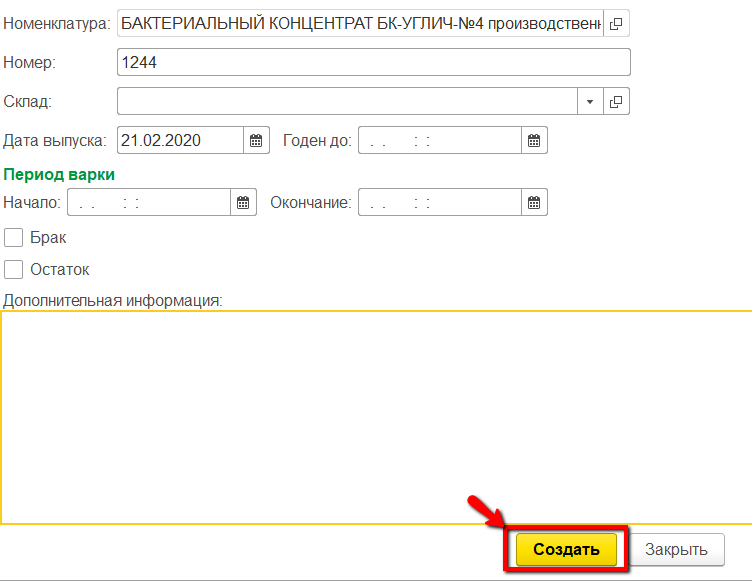 Номенклатура: БАКТЕРИАЛЬНЫЙ КОНЦЕНТРАТ БК-УГЛИЧ-№4 производствен
Номер: 1244
Склад:
Дата выпуска: 21.02.2020 Годен до: . . : :
Период варки
Начало: . . : : Окончание: . . : :
Брак
Остаток
Дополнительная информация:
Создать Закрыть